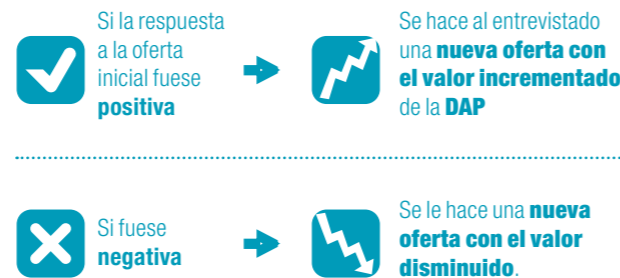 Si la respuesta
a la oferta
inicial fuese
positiva
Se hace al entrevistado
una nueva oferta con
el valor incrementado
de la DAP
Si fuese
negativa
Se le hace una nueva
oferta con el valor
disminuido.